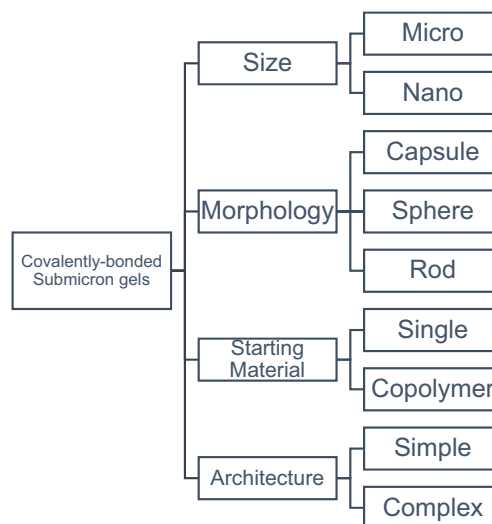 Covalently-bonded
Submicron gels
Size
Micro
Nano
Morphology
Capsule
Sphere
Rod
Starting
Material
Single
Copolymer
Architecture
Simple
Complex